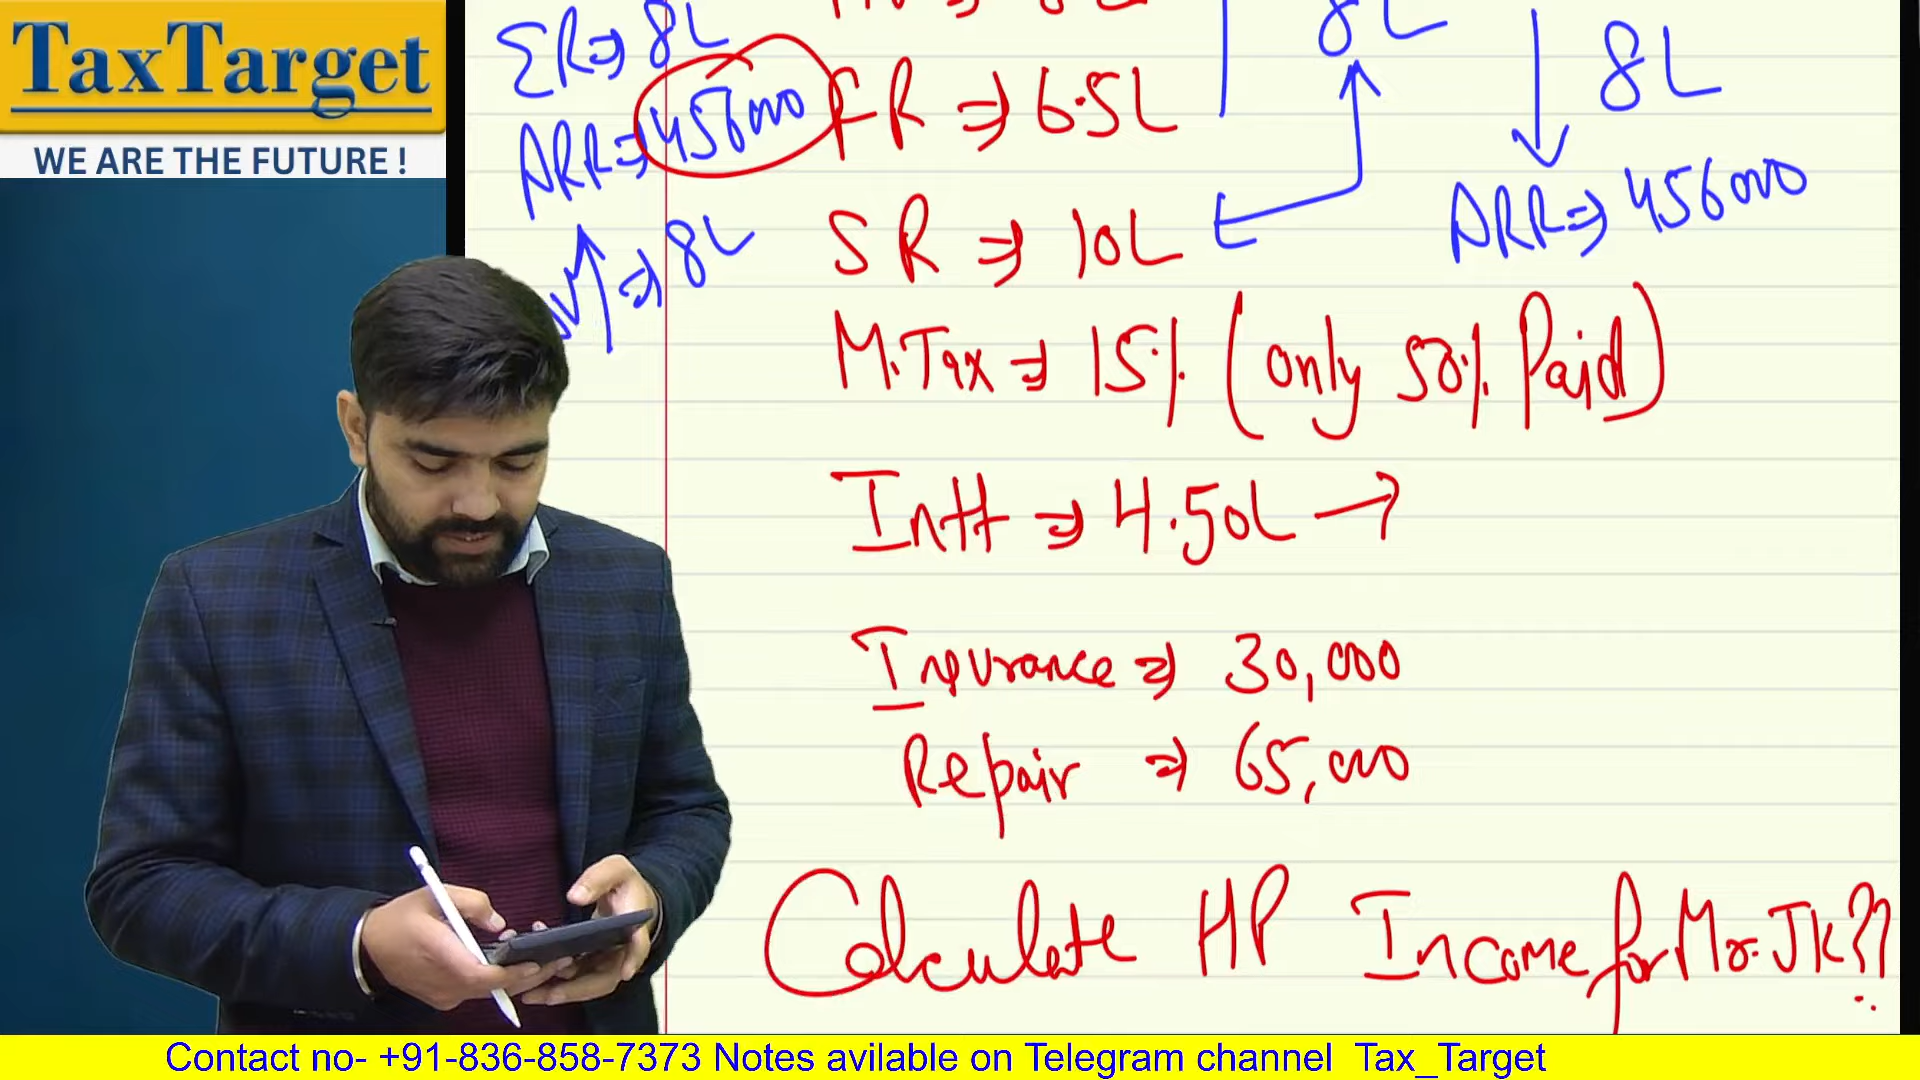 TaxTarget
WE ARE THE FUTURE !
ER ⇒ 8L
ARR ⇒ 456000
⇒ 8L
FR ⇒ 6.5L
SR ⇒ 10L
M.Tax ⇒ 15% (only 50% Paid)
Intt ⇒ 4.50L →
Insurance ⇒ 30,000
Repair ⇒ 65,000
Calculate HP Income for Mr. JK??
8L
8L
ARR ⇒ 456000
Contact no- +91-836-858-7373 Notes avilable on Telegram channel Tax_Target